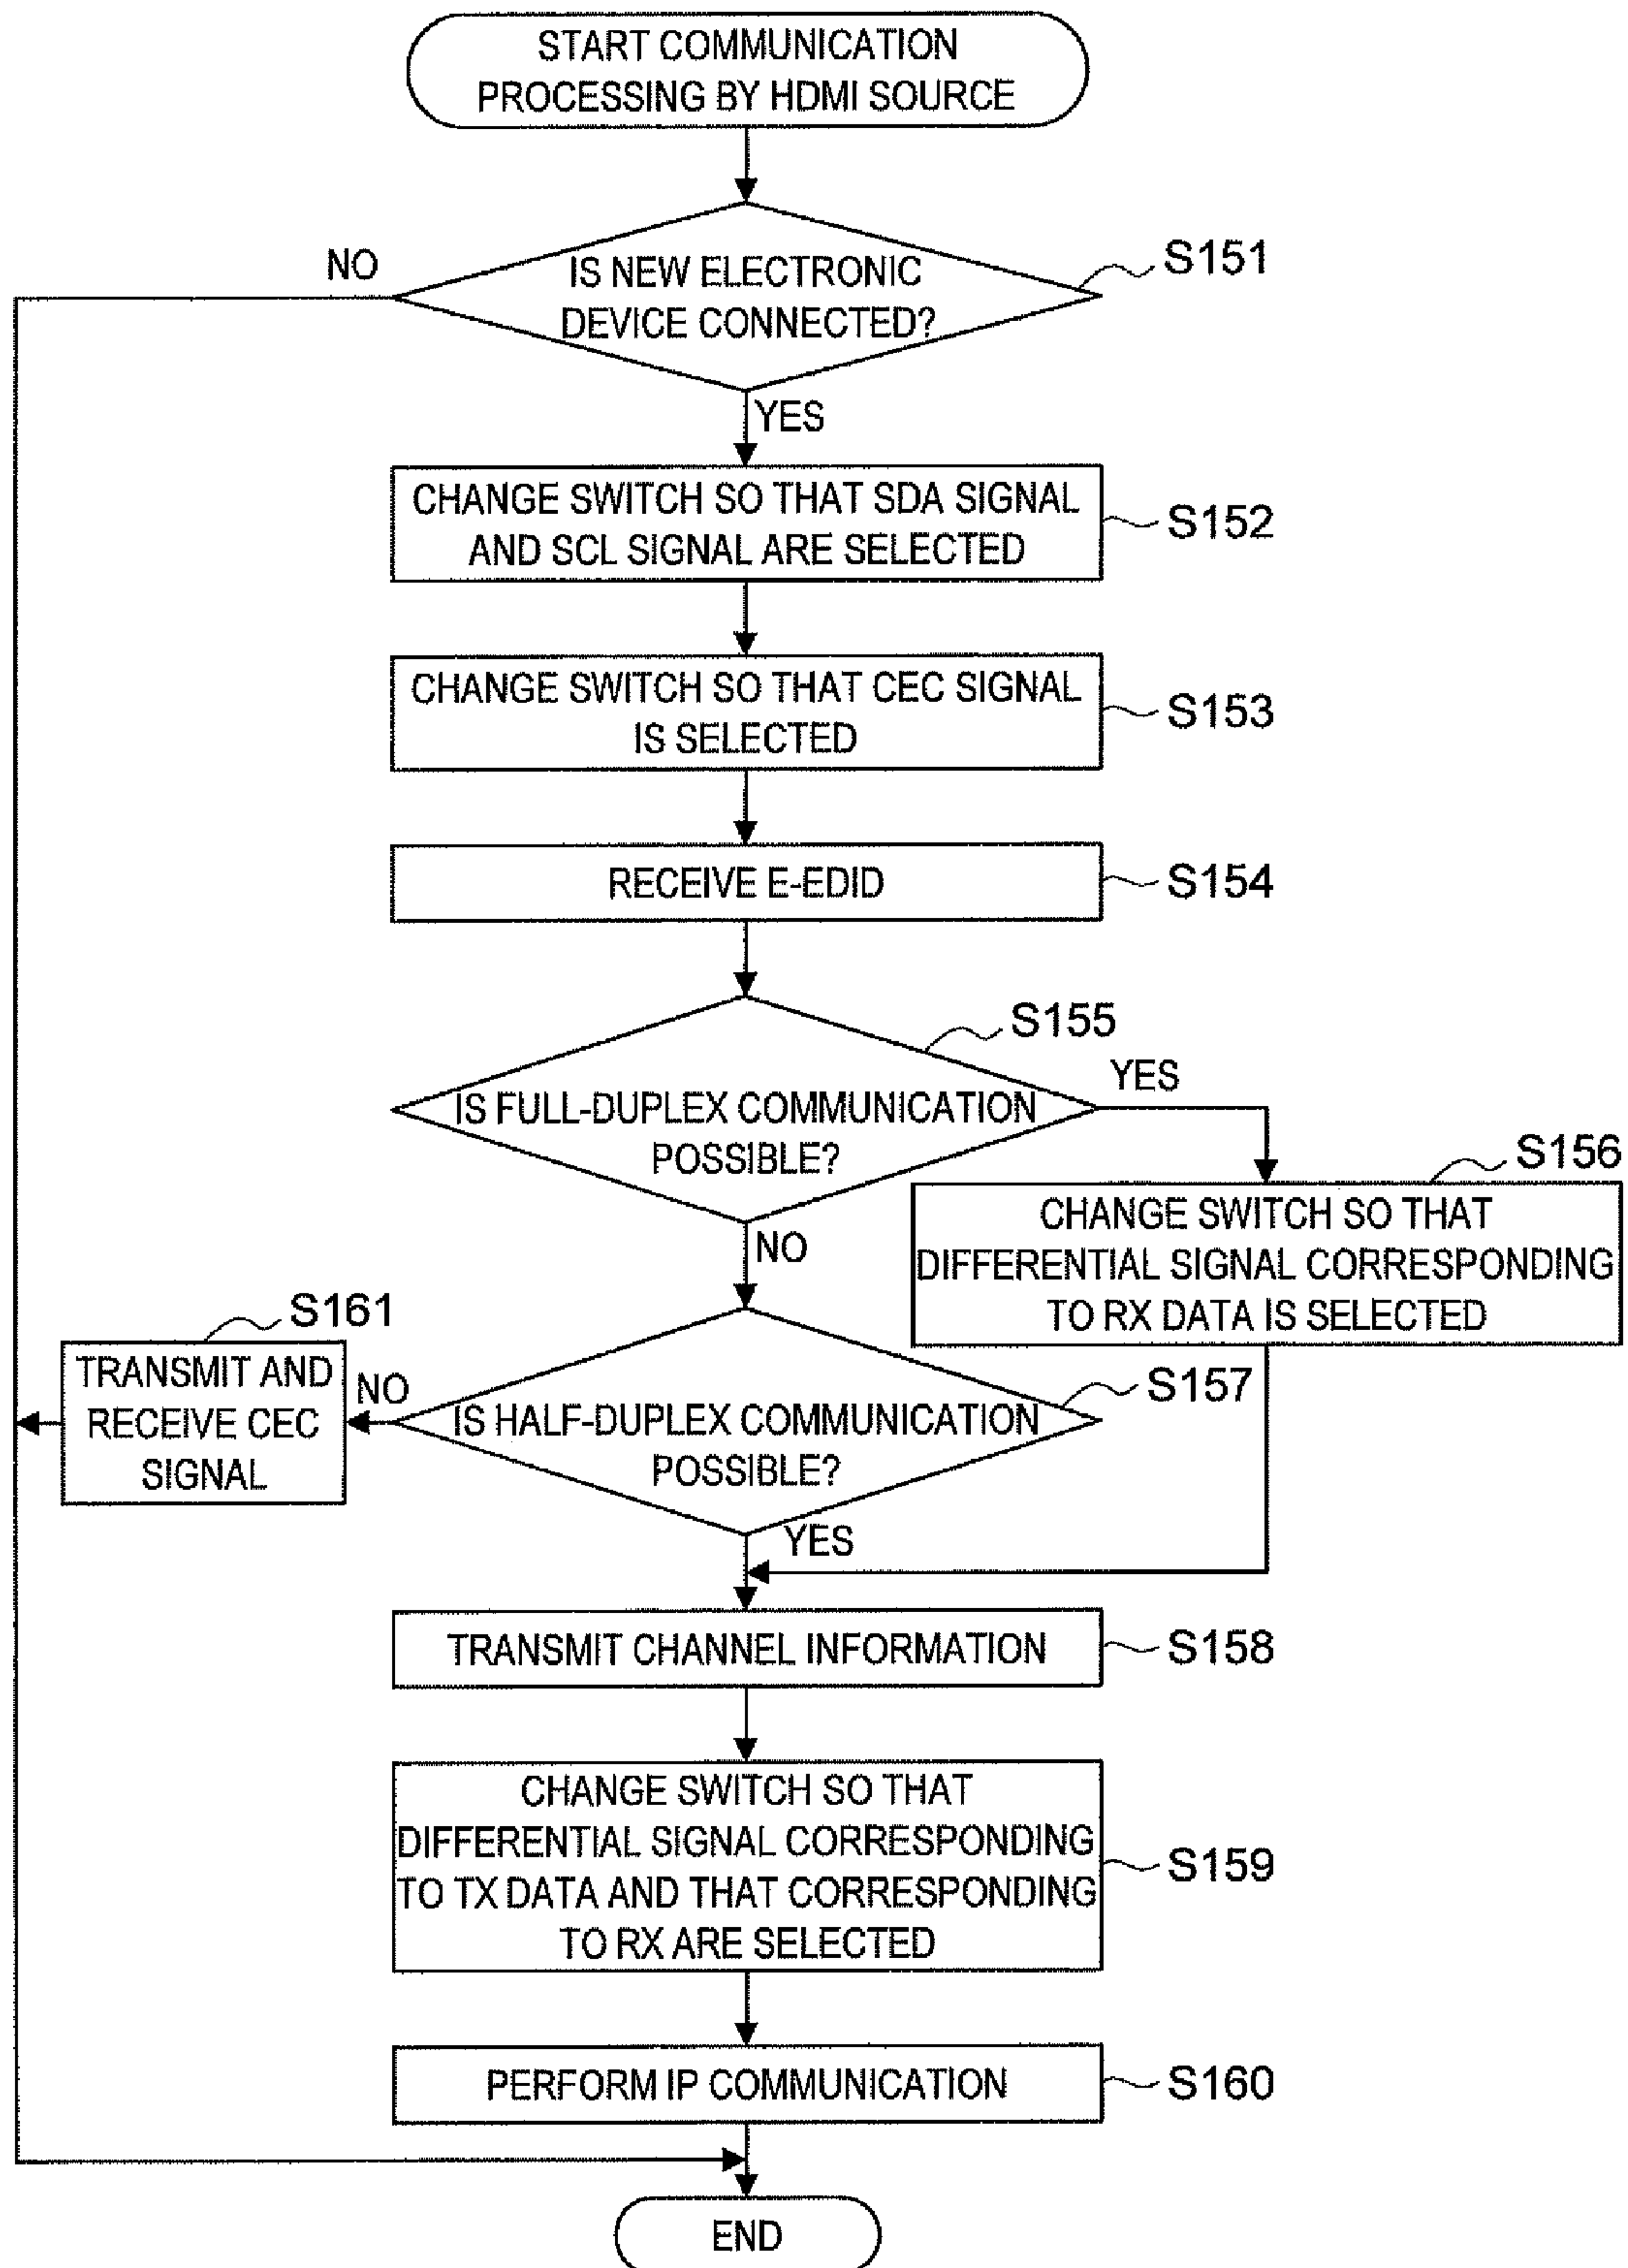 START COMMUNICATION
PROCESSING BY HDMI SOURCE
NO
IS NEW ELECTRONIC
DEVICE CONNECTED?
S151
YES
CHANGE SWITCH SO THAT SDA SIGNAL
AND SCL SIGNAL ARE SELECTED
S152
CHANGE SWITCH SO THAT CEC SIGNAL
IS SELECTED
S153
RECEIVE E-EDID
S154
S155
IS FULL-DUPLEX COMMUNICATION
POSSIBLE?
YES
S156
CHANGE SWITCH SO THAT
DIFFERENTIAL SIGNAL CORRESPONDING
TO RX DATA IS SELECTED
NO
S161
TRANSMIT AND
RECEIVE CEC
SIGNAL
NO
IS HALF-DUPLEX COMMUNICATION
POSSIBLE?
S157
YES
TRANSMIT CHANNEL INFORMATION
S158
CHANGE SWITCH SO THAT
DIFFERENTIAL SIGNAL CORRESPONDING
TO TX DATA AND THAT CORRESPONDING
TO RX ARE SELECTED
S159
PERFORM IP COMMUNICATION
S160
END